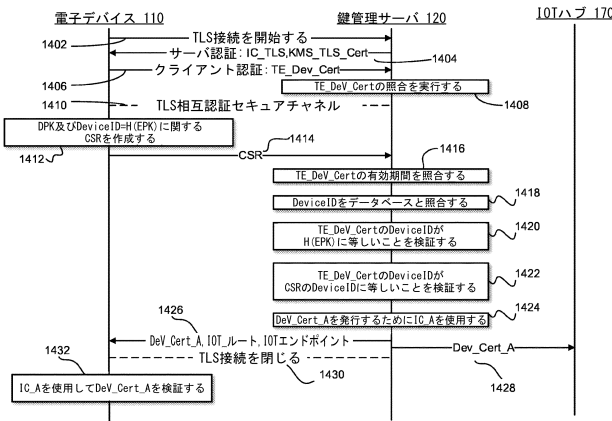 電子デバイス 110
鍵管理サーバ 120
IOTハブ 170
TLS接続を開始する
1402
サーバ認証: IC_TLS,KMS_TLS_Cert
1404
クライアント認証: TE_Dev_Cert
1406
TE_DeV_Certの照合を実行する
1408
1410
TLS相互認証セキュアチャネル
DPK及びDeviceID=H(EPK)に関する
CSRを作成する
1412
1414
CSR
1416
TE_DeV_Certの有効期間を照合する
DeviceIDをデータベースと照合する
1418
TE_DeV_CertのDeviceIDが
H(EPK)に等しいことを検証する
1420
TE_DeV_CertのDeviceIDが
CSRのDeviceIDに等しいことを検証する
1422
1424
DeV_Cert_Aを発行するためにIC_Aを使用する
1426
DeV_Cert_A,IOT_ルート,IOTエンドポイント
Dev_Cert_A
1428
TLS接続を閉じる
1430
1432
IC_Aを使用してDeV_Cert_Aを検証する